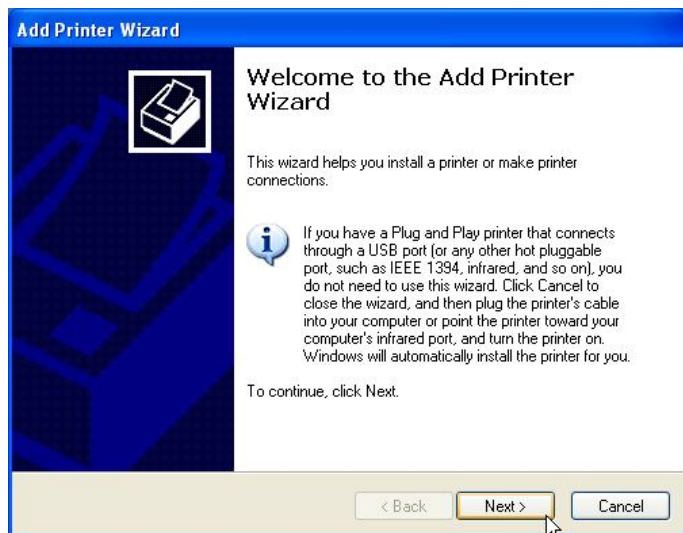 Add Printer Wizard
Welcome to the Add Printer
Wizard
This wizard helps you install a printer or make printer
connections.
If you have a Plug and Play printer that connects
through a USB port (or any other hot pluggable
port, such as IEEE 1394, infrared, and so on), you
do not need to use this wizard. Click Cancel to
close the wizard, and then plug the printer's cable
into your computer or point the printer toward your
computer's infrared port, and turn the printer on.
Windows will automatically install the printer for you.
To continue, click Next.
< Back Next > Cancel